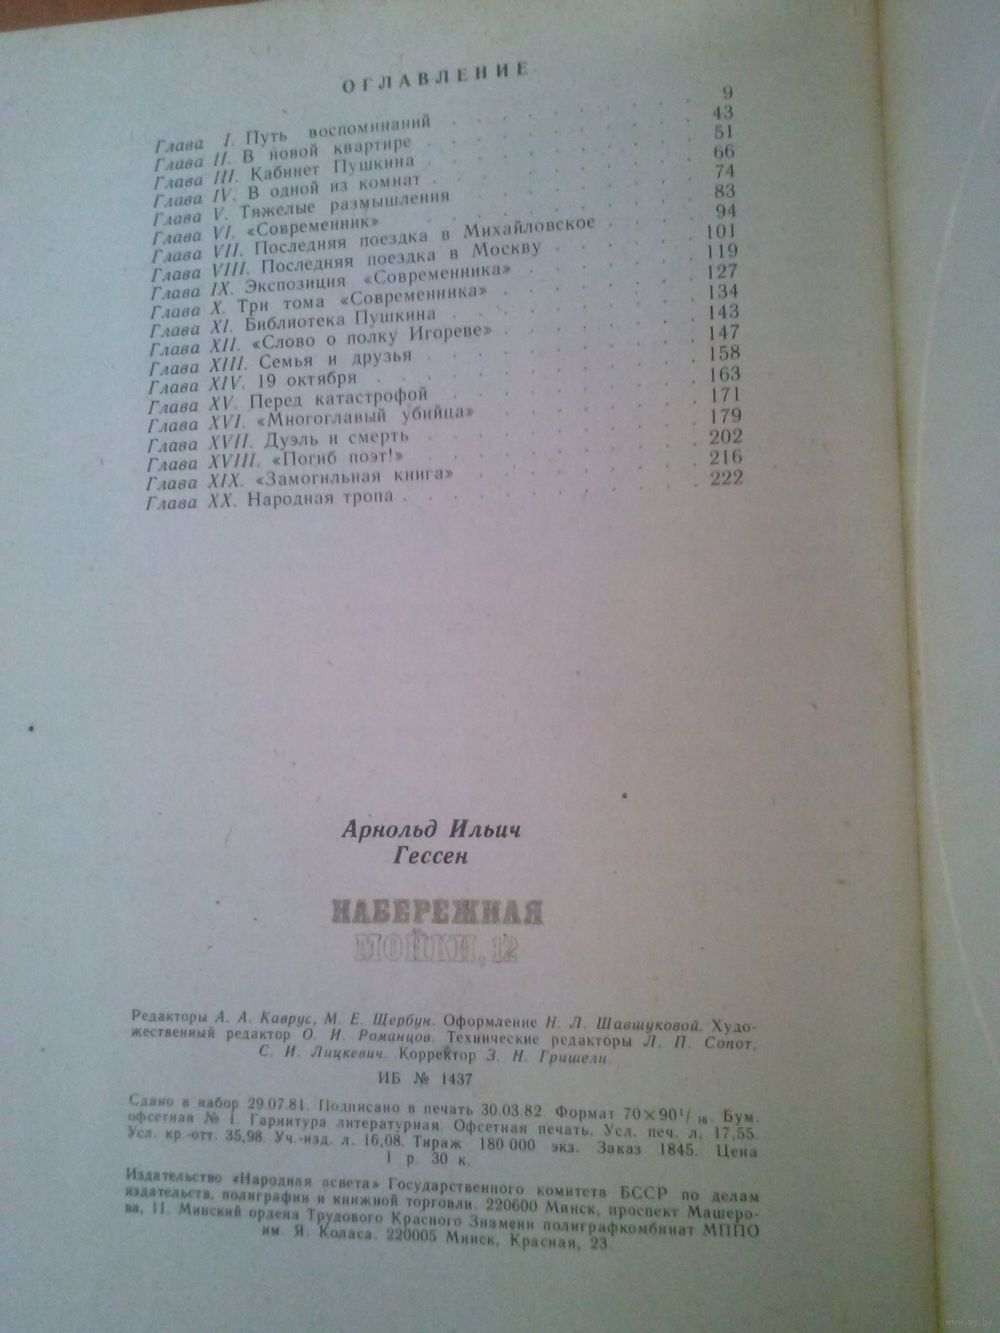 ОГЛАВЛЕНИЕ
Глава I. Путь воспоминаний . . . 9
Глава II. В новой квартире . . . 43
Глава III. Кабинет Пушкина . . . 51
Глава IV. В одной из комнат . . . 66
Глава V. Тяжелые размышления . . . 74
Глава VI. «Современник» . . . 83
Глава VII. Последняя поездка в Михайловское . . . 94
Глава VIII. Последняя поездка в Москву . . . 101
Глава IX. Экспозиция «Современника» . . . 119
Глава X. Три тома «Современника» . . . 127
Глава XI. Библиотека Пушкина . . . 134
Глава XII. «Слово о полку Игореве» . . . 143
Глава XIII. Семья и друзья . . . 147
Глава XIV. 19 октября . . . 158
Глава XV. Перед катастрофой . . . 163
Глава XVI. «Многоглавый убийца» . . . 171
Глава XVII. Дуэль и смерть . . . 179
Глава XVIII. «Погиб поэт!» . . . 202
Глава XIX. «Замогильная книга» . . . 216
Глава XX. Народная тропа . . . 222
Арнольд Ильич
Гессен
НАБЕРЕЖНАЯ
МОЙКИ, 12
Редакторы А. А. Каврус, М. Е. Щербун. Оформление Н. Л. Шавшуковой. Худо-
жественный редактор О. И. Романцов. Технические редакторы Л. П. Сопот,
С. И. Лицкевич. Корректор З. Н. Гришели.
ИБ № 1437
Сдано в набор 29.07.81. Подписано в печать 30.03.82. Формат 70×90¹/₁₆. Бум.
офсетная № 1. Гарнитура литературная. Офсетная печать. Усл. печ. л. 17,55.
Усл. кр.-отт. 35,98. Уч.-изд. л. 16,08. Тираж 180 000 экз. Заказ 1845. Цена
1 р. 30 к.
Издательство «Народная асвета» Государственного комитета БССР по делам
издательств, полиграфии и книжной торговли. 220600 Минск, проспект Машеро-
ва, 11. Минский ордена Трудового Красного Знамени полиграфкомбинат МППО
им. Я. Коласа. 220005 Минск, Красная, 23.
www.ay.by